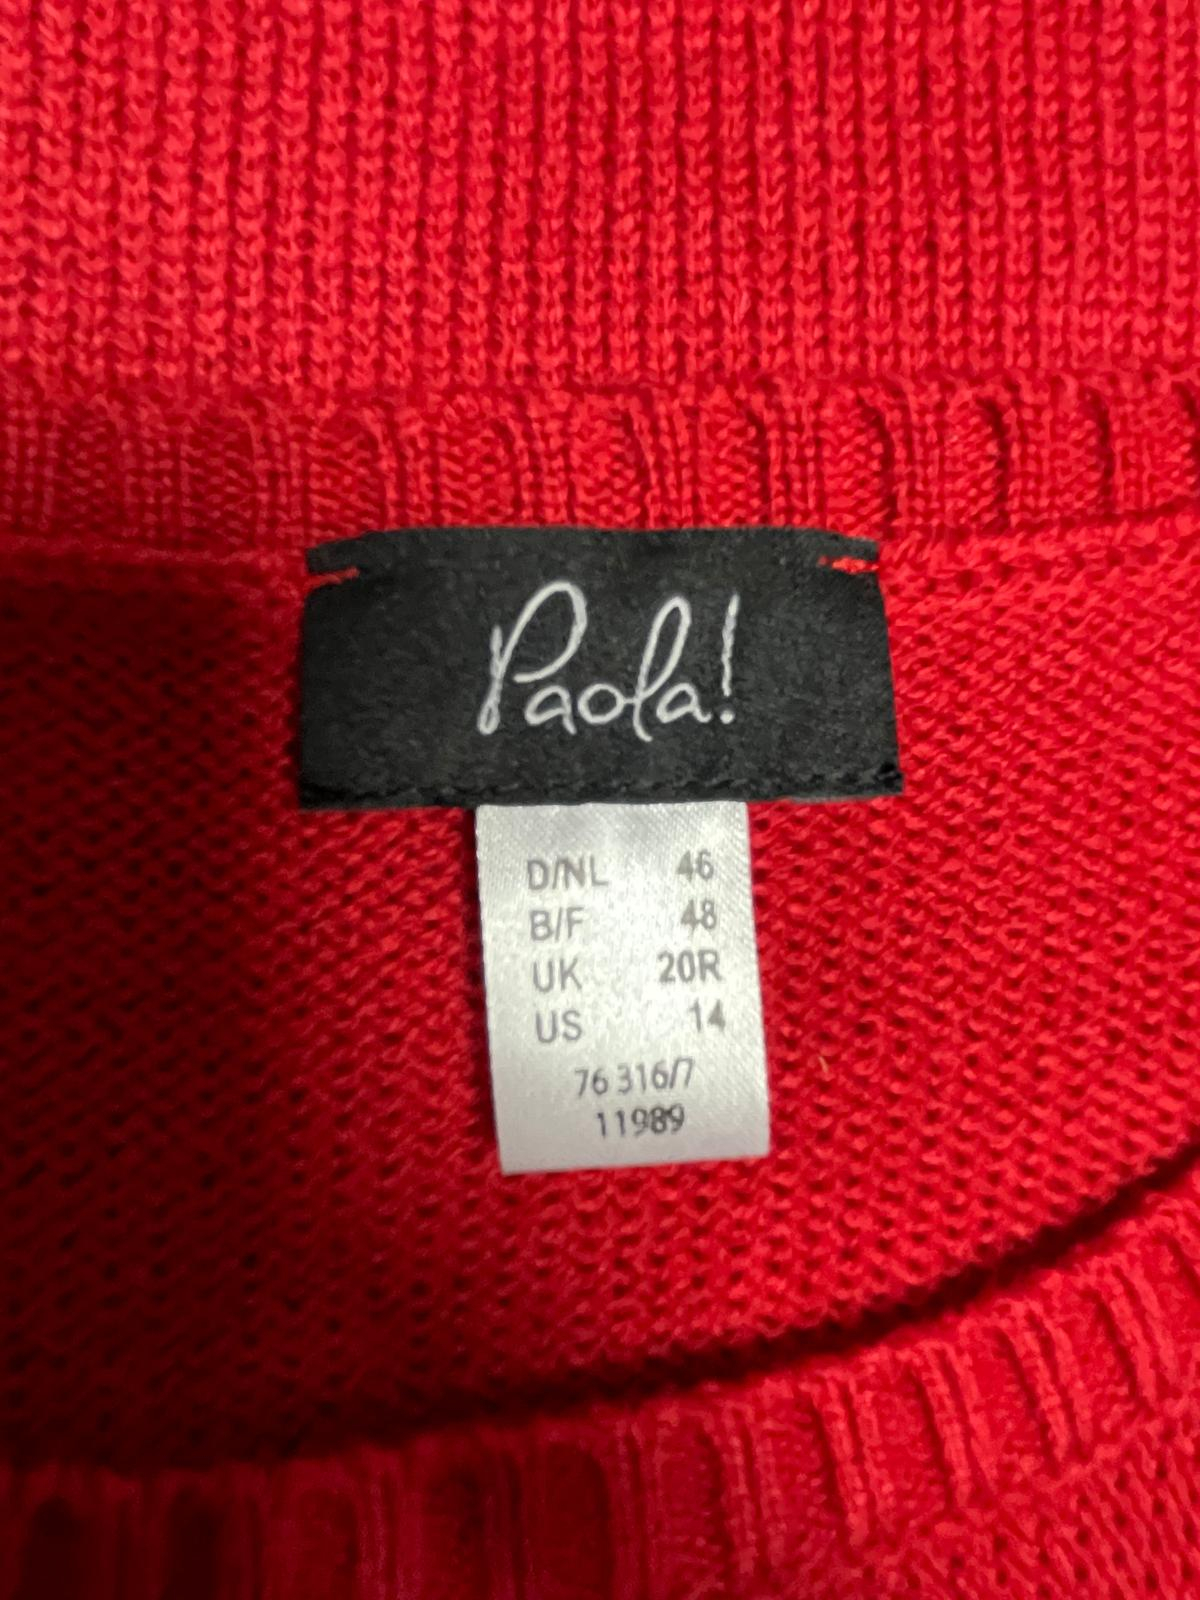 Paola!
D/NL 46
B/F 48
UK 20R
US 14
76 316/7
11989